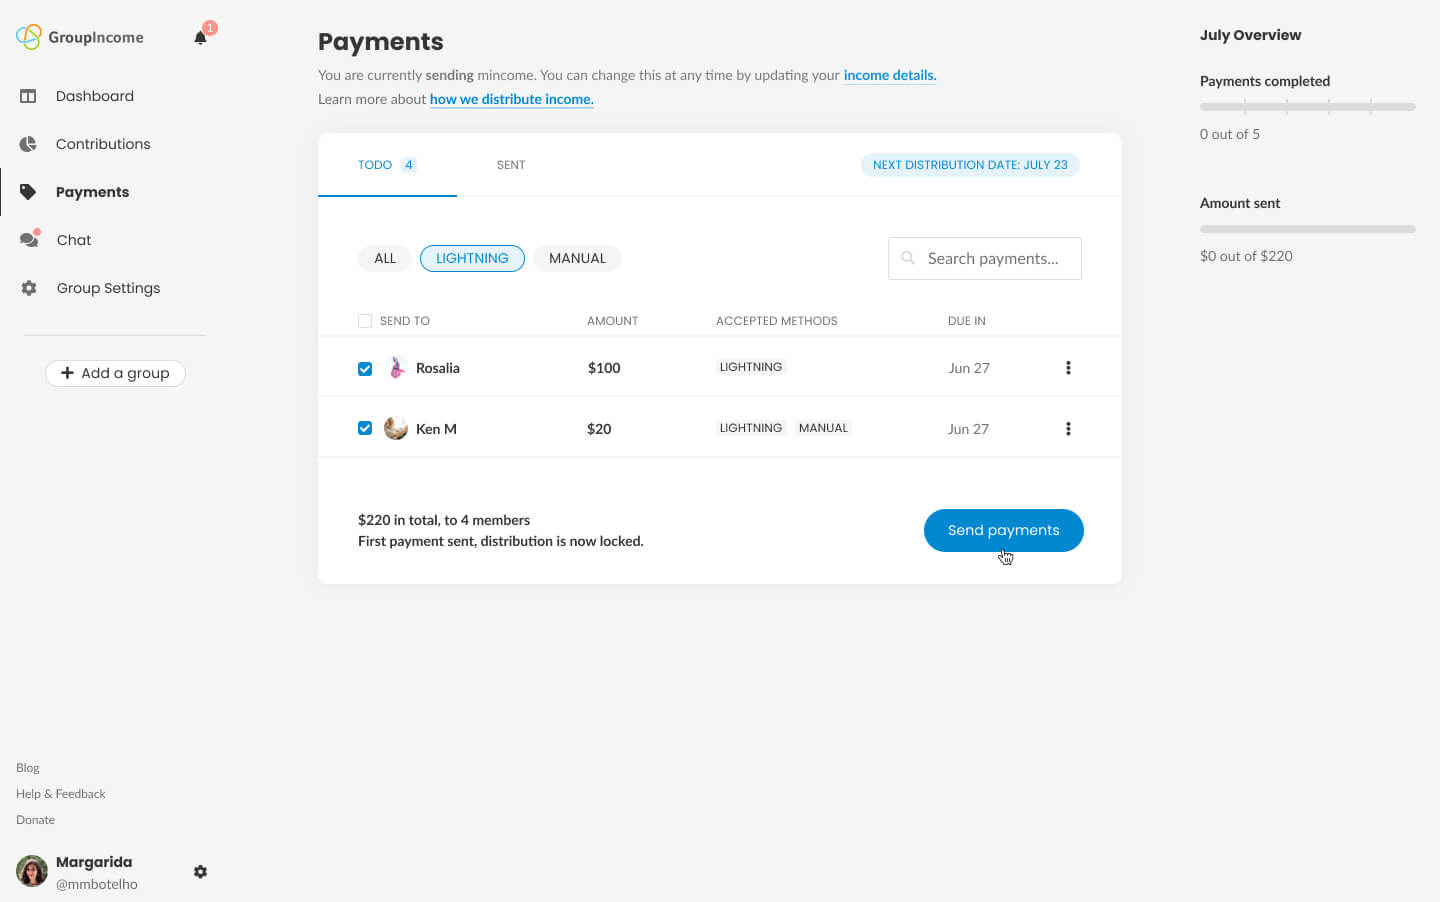 GroupIncome
1
Dashboard
Contributions
Payments
Chat
Group Settings
Add a group
Blog
Help & Feedback
Donate
Margarida
@mmbotelho
Payments
You are currently sending mincome. You can change this at any time by updating your income details.
Learn more about how we distribute income.
TODO 4 SENT NEXT DISTRIBUTION DATE: JULY 23
ALL LIGHTNING MANUAL Search payments...
SEND TO AMOUNT ACCEPTED METHODS DUE IN
Rosalia $100 LIGHTNING Jun 27
Ken M $20 LIGHTNING MANUAL Jun 27
$220 in total, to 4 members
First payment sent, distribution is now locked.
Send payments
July Overview
Payments completed
0 out of 5
Amount sent
$0 out of $220